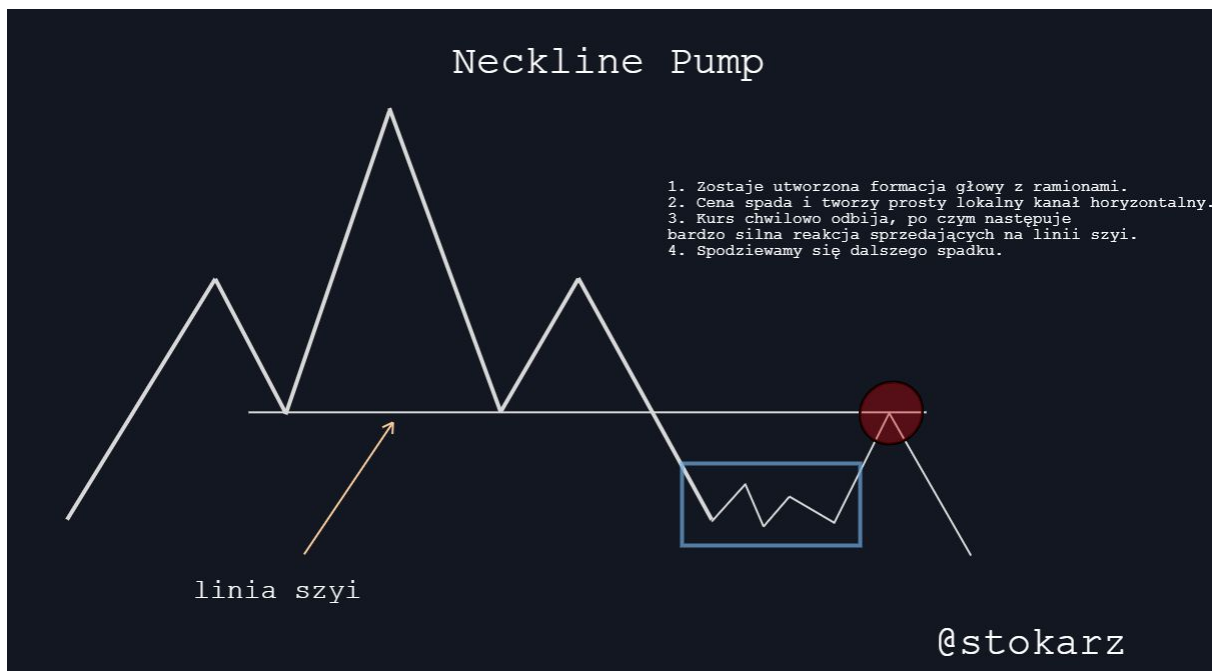 Neckline Pump
1. Zostaje utworzona formacja głowy z ramionami.
2. Cena spada i tworzy prosty lokalny kanał horyzontalny.
3. Kurs chwilowo odbija, po czym następuje
bardzo silna reakcja sprzedających na linii szyi.
4. Spodziewamy się dalszego spadku.
linia szyi
@stokarz